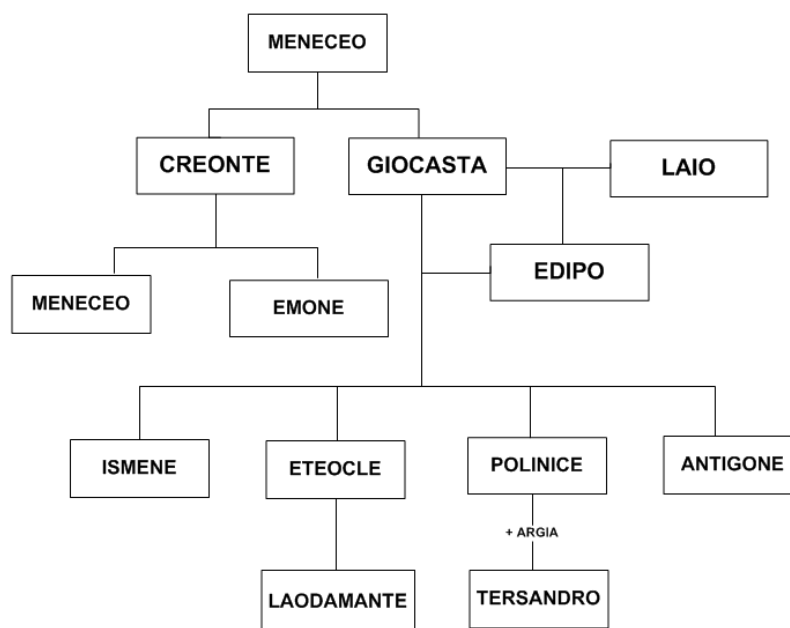 MENECEO
CREONTE
GIOCASTA
LAIO
EDIPO
MENECEO
EMONE
ISMENE
ETEOCLE
POLINICE
ANTIGONE
+ ARGIA
LAODAMANTE
TERSANDRO